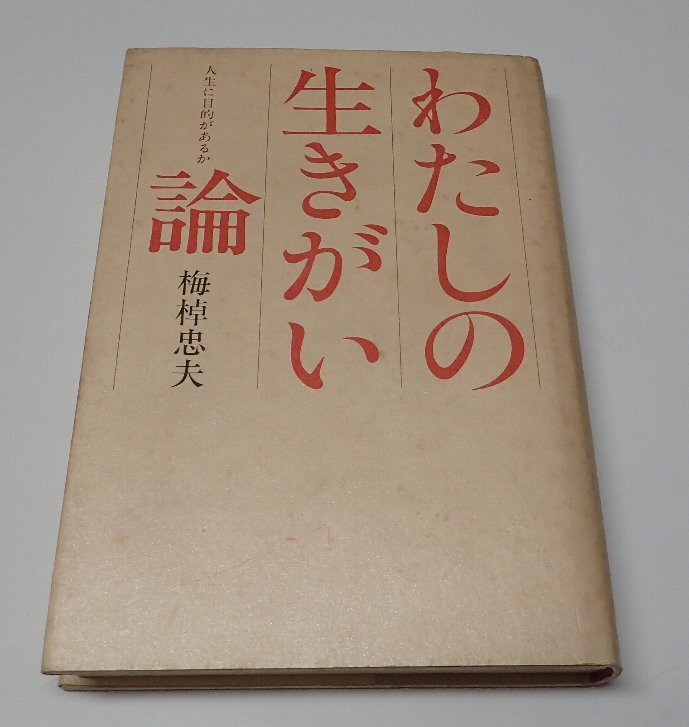 わたしの
生きがい
論
人生に目的があるか
梅棹忠夫